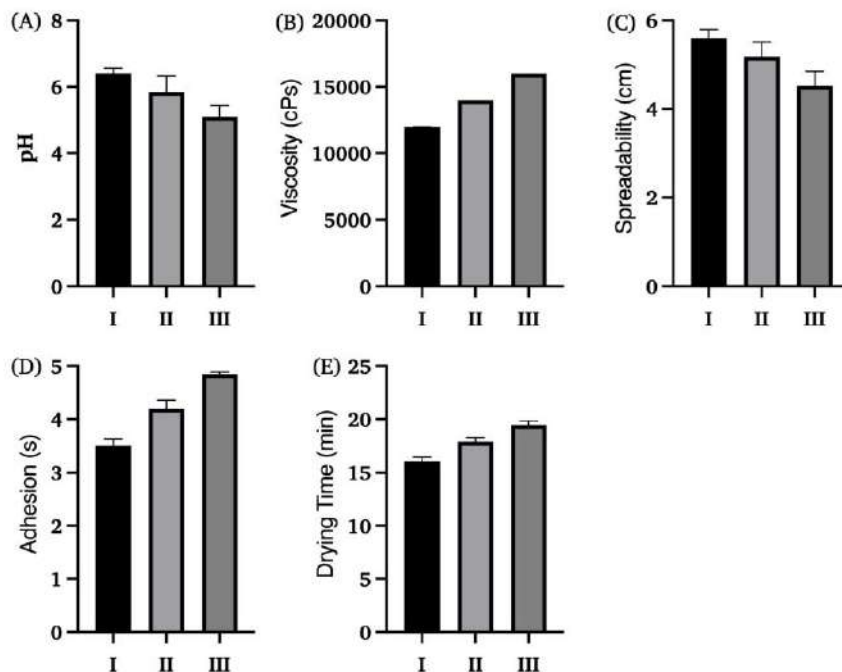 (A)
pH
8
6
4
2
0
I II III
(B)
Viscosity (cPs)
20000
15000
10000
5000
0
I II III
(C)
Spreadability (cm)
6
4
2
0
I II III
(D)
Adhesion (s)
5
4
3
2
1
0
I II III
(E)
Drying Time (min)
25
20
15
10
5
0
I II III